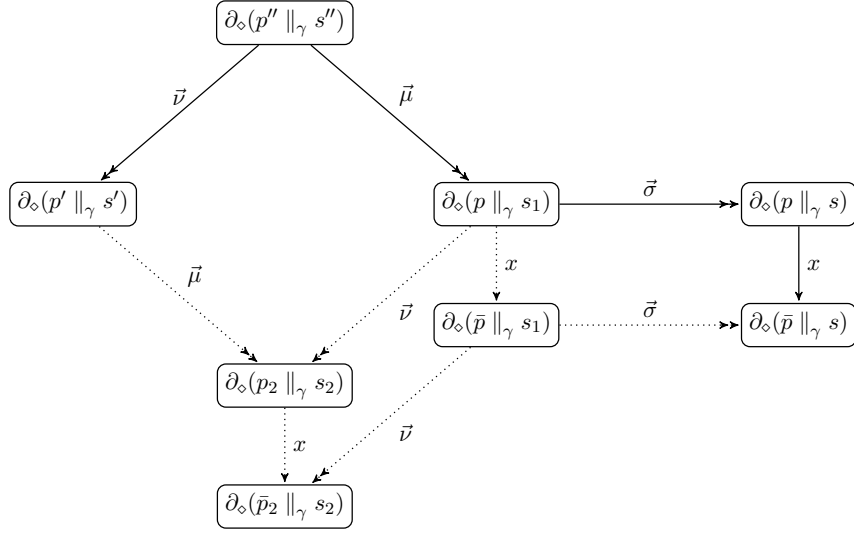 ∂⋄(p″ ∥γ s″)
ν⃗
μ⃗
∂⋄(p′ ∥γ s′)
∂⋄(p ∥γ s₁)
σ⃗
∂⋄(p ∥γ s)
μ⃗
ν⃗
x
x
∂⋄(p̄ ∥γ s₁)
σ⃗
∂⋄(p̄ ∥γ s)
∂⋄(p₂ ∥γ s₂)
x
ν⃗
∂⋄(p̄₂ ∥γ s₂)